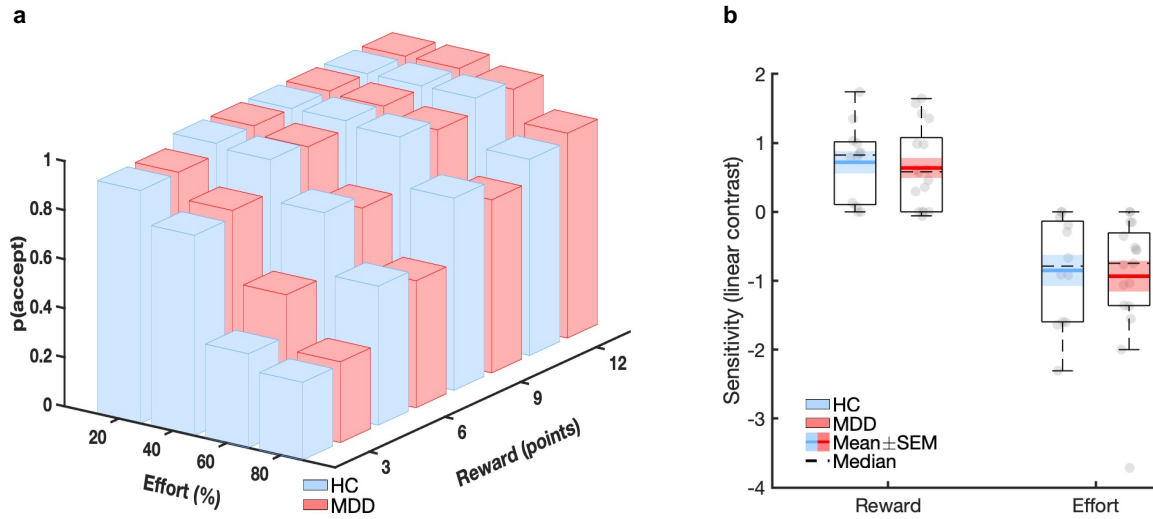 a
1
0.8
0.6
0.4
0.2
0
p(accept)
20
40
60
80
Effort (%)
3
6
9
12
Reward (points)
HC
MDD
b
2
1
0
-1
-2
-3
-4
Sensitivity (linear contrast)
HC
MDD
Mean±SEM
Median
Reward
Effort